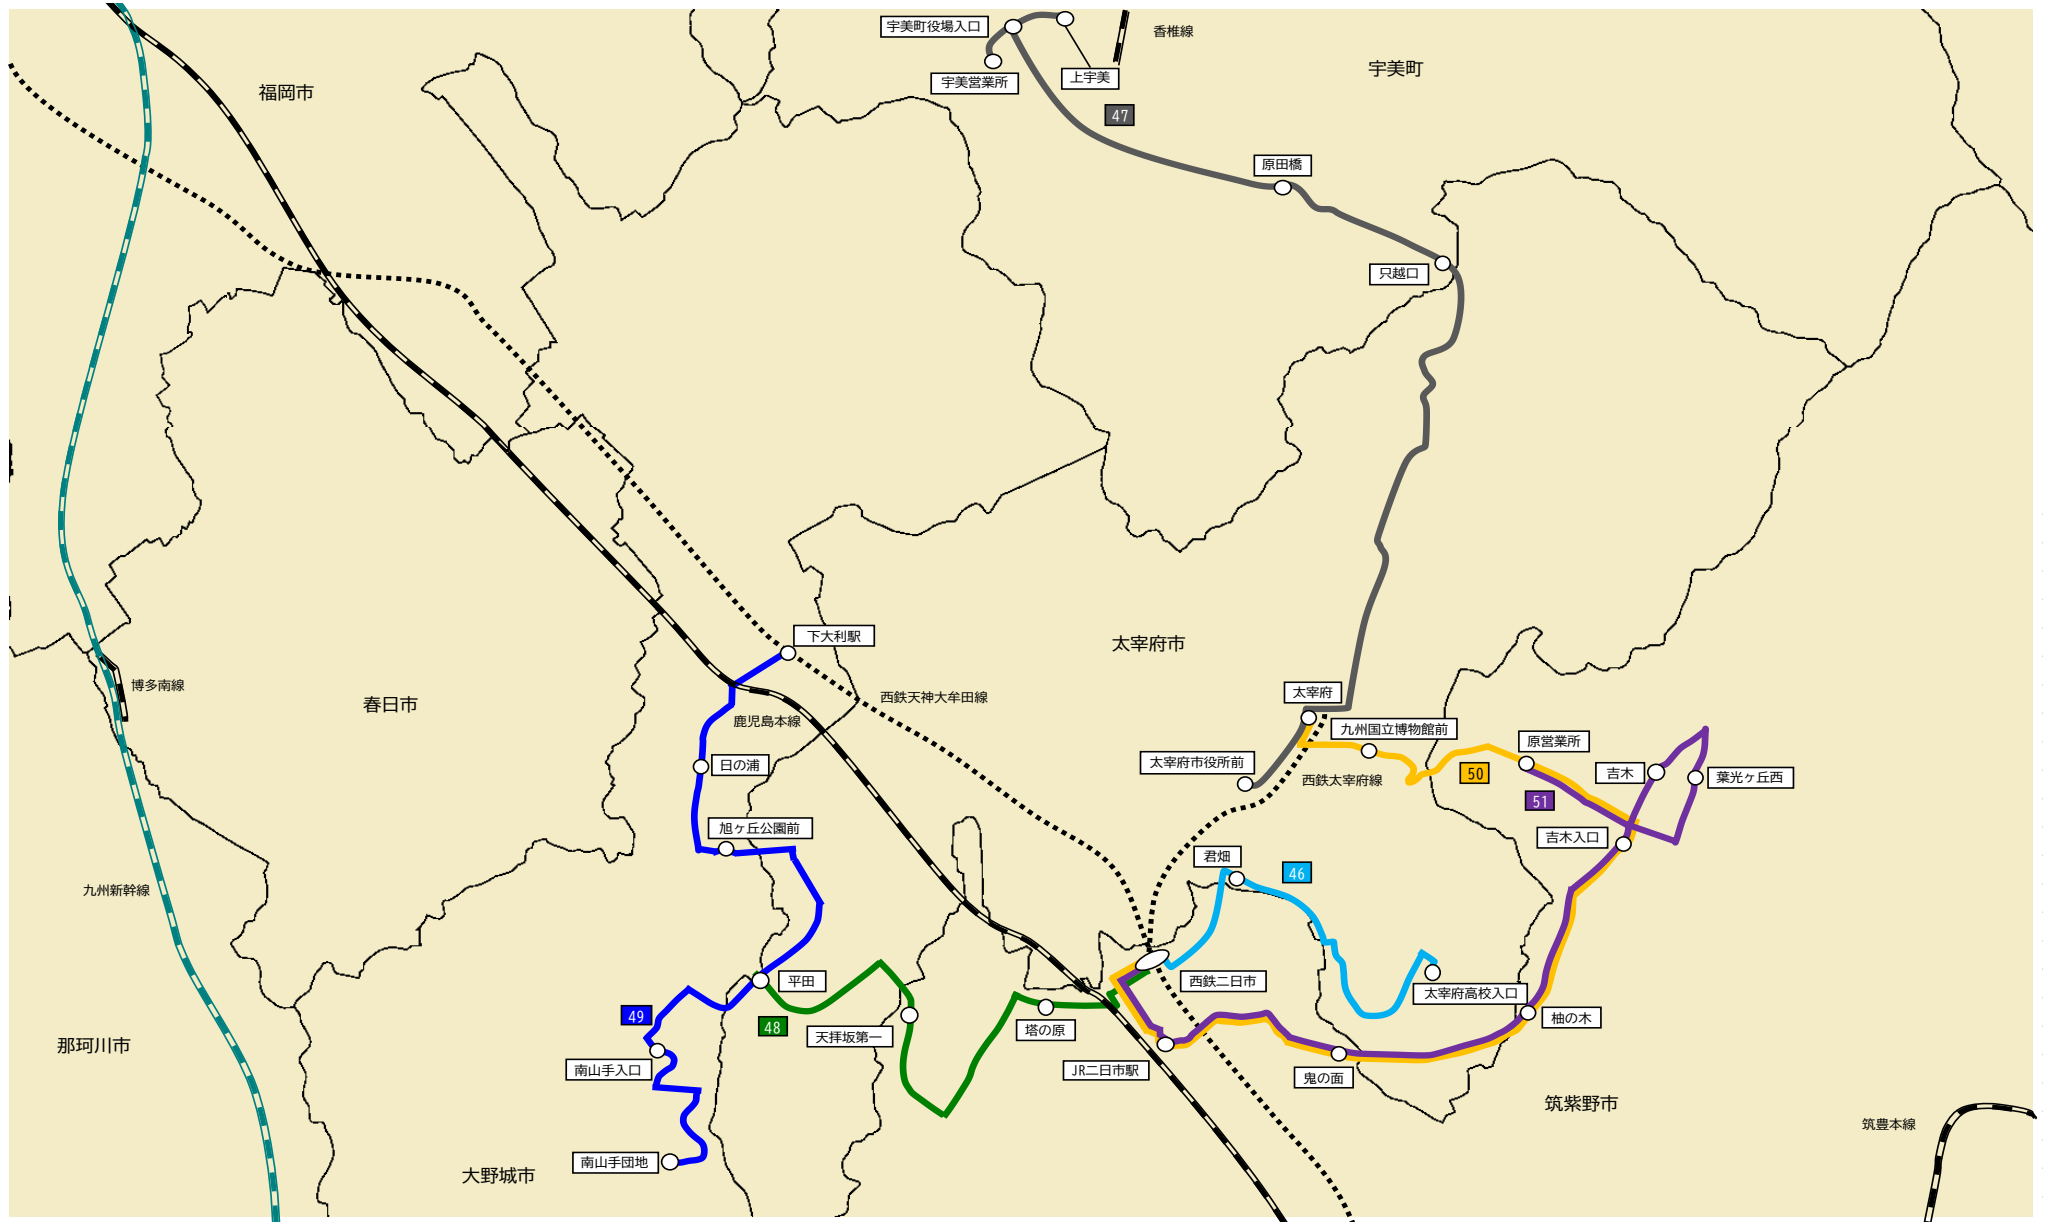 宇美町役場入口
香椎線
宇美町
上宇美
宇美営業所
福岡市
47
原田橋
只越口
下大利駅
太宰府市
博多南線
春日市
西鉄天神大牟田線
太宰府
鹿児島本線
九州国立博物館前
原営業所
日の浦
太宰府市役所前
西鉄太宰府線
50
吉木
葉光ヶ丘西
51
旭ヶ丘公園前
吉木入口
君畑
46
九州新幹線
平田
西鉄二日市
太宰府高校入口
49
48
天拝坂第一
塔の原
柚の木
那珂川市
南山手入口
JR二日市駅
鬼の面
筑紫野市
筑豊本線
南山手団地
大野城市